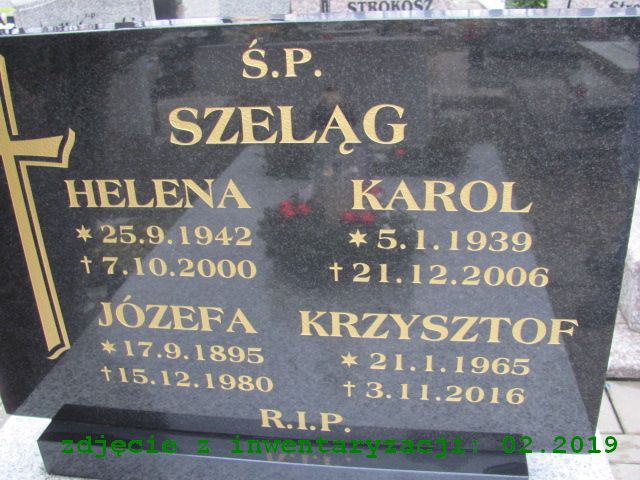 STROKOSZ
Ś.P.
SZELĄG
HELENA
✶ 25.9.1942
† 7.10.2000
KAROL
✶ 5.1.1939
† 21.12.2006
JÓZEFA
✶ 17.9.1895
† 15.12.1980
KRZYSZTOF
✶ 21.1.1965
† 3.11.2016
R.I.P.
zdjęcie z inwentaryzacji: 02.2019